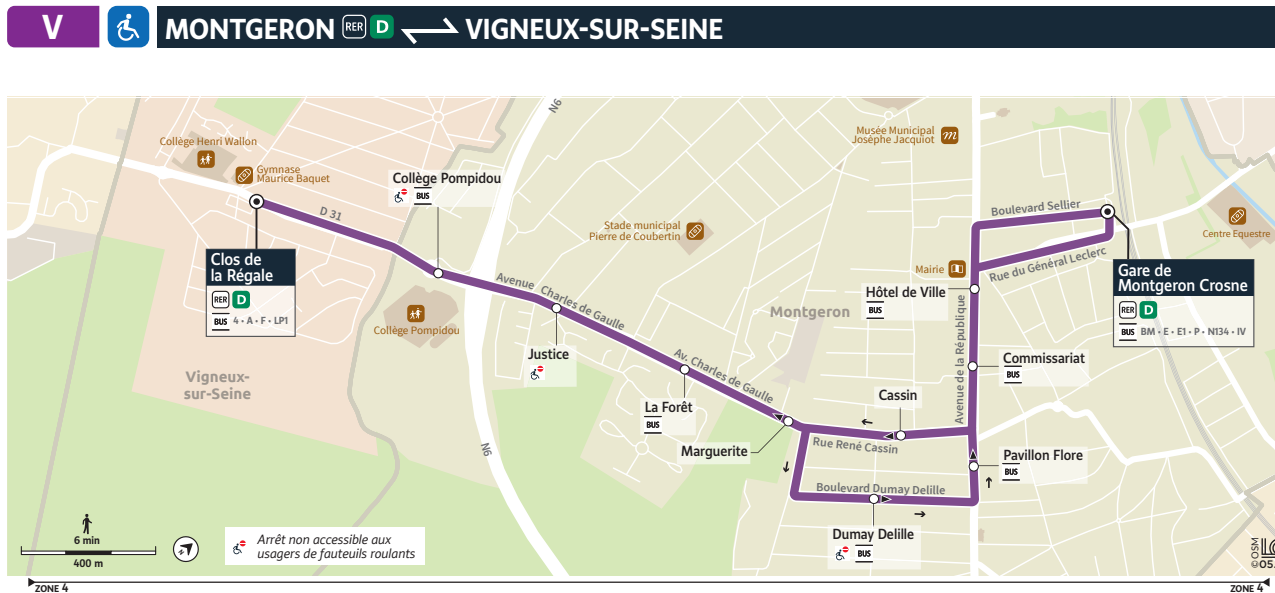 V
MONTGERON RER D VIGNEUX-SUR-SEINE
N6
Collège Henri Wallon
Gymnase
Maurice Baquet
Musée Municipal
Josèphe Jacquiot
m
Collège Pompidou
BUS
D 31
Boulevard Sellier
Stade municipal
Pierre de Coubertin
Centre Equestre
Clos de
la Régale
RER D
BUS 4 • A • F • LP1
Mairie
Rue du Général Leclerc
Gare de
Montgeron Crosne
RER D
BUS BM • E • E1 • P • N134 • IV
Avenue Charles de Gaulle
Hôtel de Ville
BUS
Collège Pompidou
Montgeron
Avenue de la République
Justice
Av. Charles de Gaulle
Commissariat
BUS
Vigneux-
sur-Seine
La Forêt
BUS
Cassin
Marguerite
Rue René Cassin
N6
Pavillon Flore
BUS
Boulevard Dumay Delille
Dumay Delille
BUS
6 min
400 m
Arrêt non accessible aux
usagers de fauteuils roulants
ZONE 4
ZONE 4